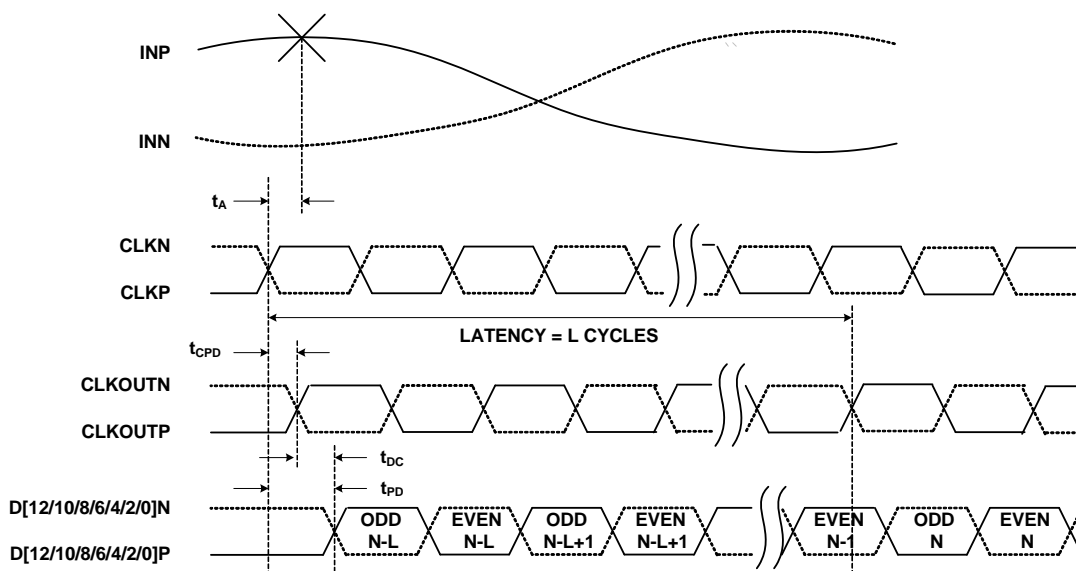 INP
INN
tA
CLKN
CLKP
LATENCY = L CYCLES
tCPD
CLKOUTN
CLKOUTP
tDC
tPD
D[12/10/8/6/4/2/0]N
D[12/10/8/6/4/2/0]P
ODD
N-L
EVEN
N-L
ODD
N-L+1
EVEN
N-L+1
EVEN
N-1
ODD
N
EVEN
N